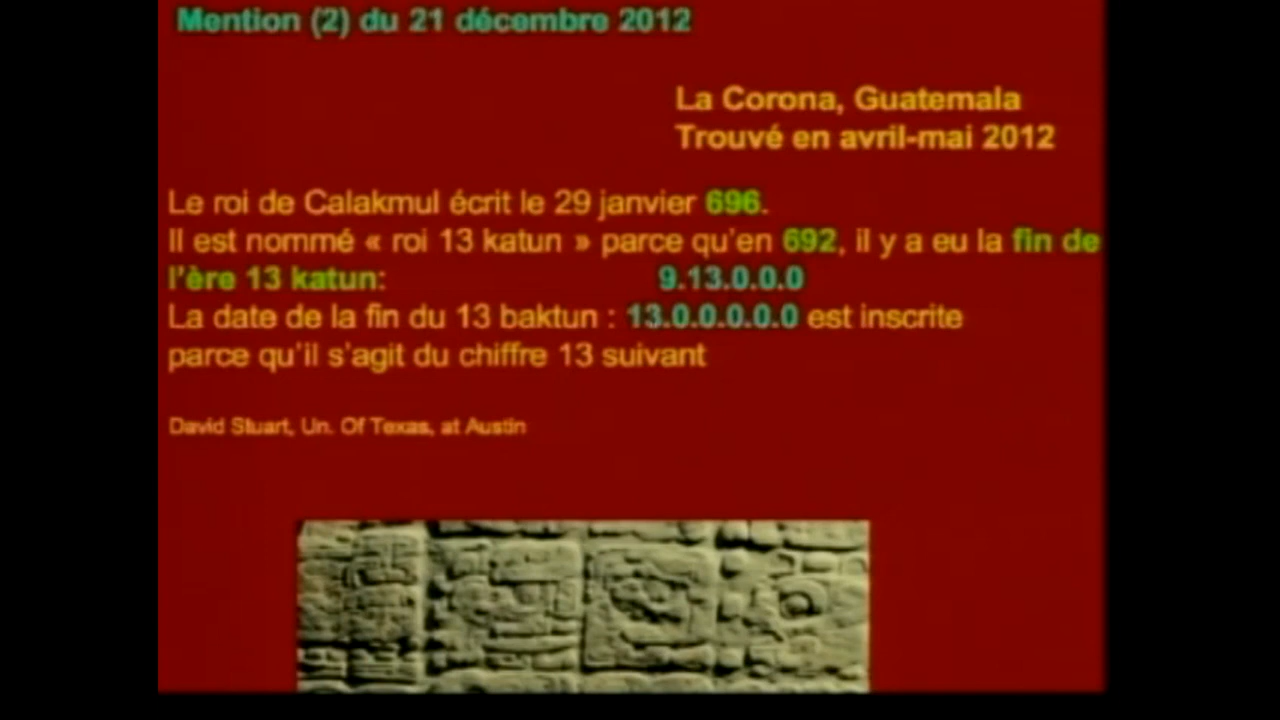 Mention (2) du 21 décembre 2012
La Corona, Guatemala
Trouvé en avril-mai 2012
Le roi de Calakmul écrit le 29 janvier 696.
Il est nommé « roi 13 katun » parce qu'en 692, il y a eu la fin de
l'ère 13 katun: 9.13.0.0.0
La date de la fin du 13 baktun : 13.0.0.0.0.0 est inscrite
parce qu'il s'agit du chiffre 13 suivant
David Stuart, Un. Of Texas, at Austin